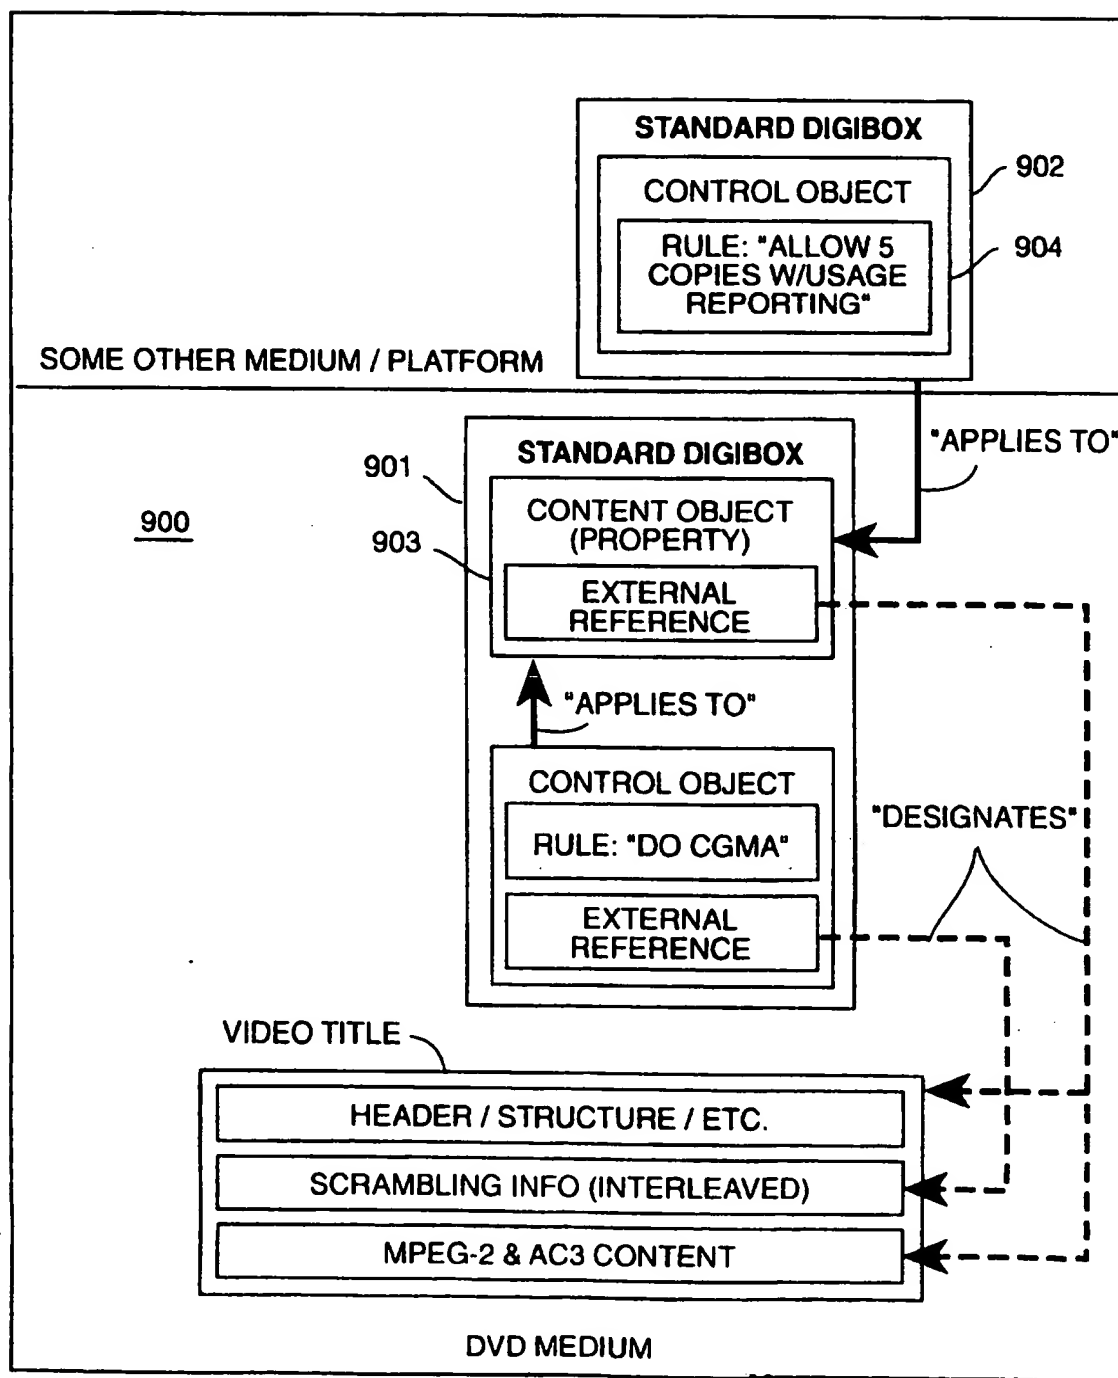 STANDARD DIGIBOX
CONTROL OBJECT
902
RULE: "ALLOW 5
COPIES W/USAGE
REPORTING"
904
SOME OTHER MEDIUM / PLATFORM
"APPLIES TO"
STANDARD DIGIBOX
901
900
CONTENT OBJECT
(PROPERTY)
903
EXTERNAL
REFERENCE
"APPLIES TO"
CONTROL OBJECT
"DESIGNATES"
RULE: "DO CGMA"
EXTERNAL
REFERENCE
VIDEO TITLE
HEADER / STRUCTURE / ETC.
SCRAMBLING INFO (INTERLEAVED)
MPEG-2 & AC3 CONTENT
DVD MEDIUM